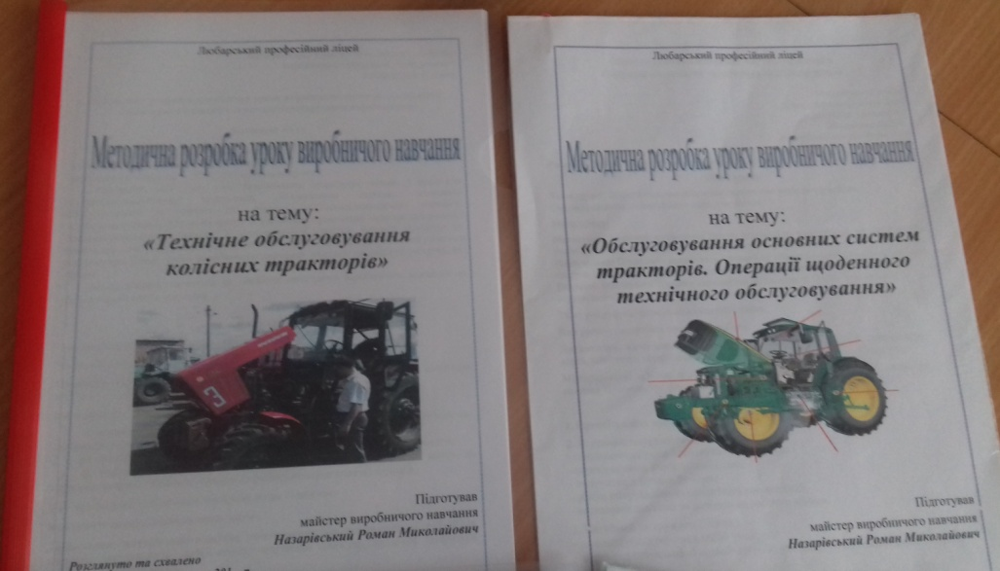 Любарський професійний ліцей
Методична розробка уроку виробничого навчання
на тему:
«Технічне обслуговування
колісних тракторів»
3
Підготував
майстер виробничого навчання
Назарівський Роман Миколайович
Розглянуто та схвалено
Любарський професійний ліцей
Методична розробка уроку виробничого навчання
на тему:
«Обслуговування основних систем
тракторів. Операції щоденного
технічного обслуговування»
Підготував
майстер виробничого навчання
Назарівський Роман Миколайович